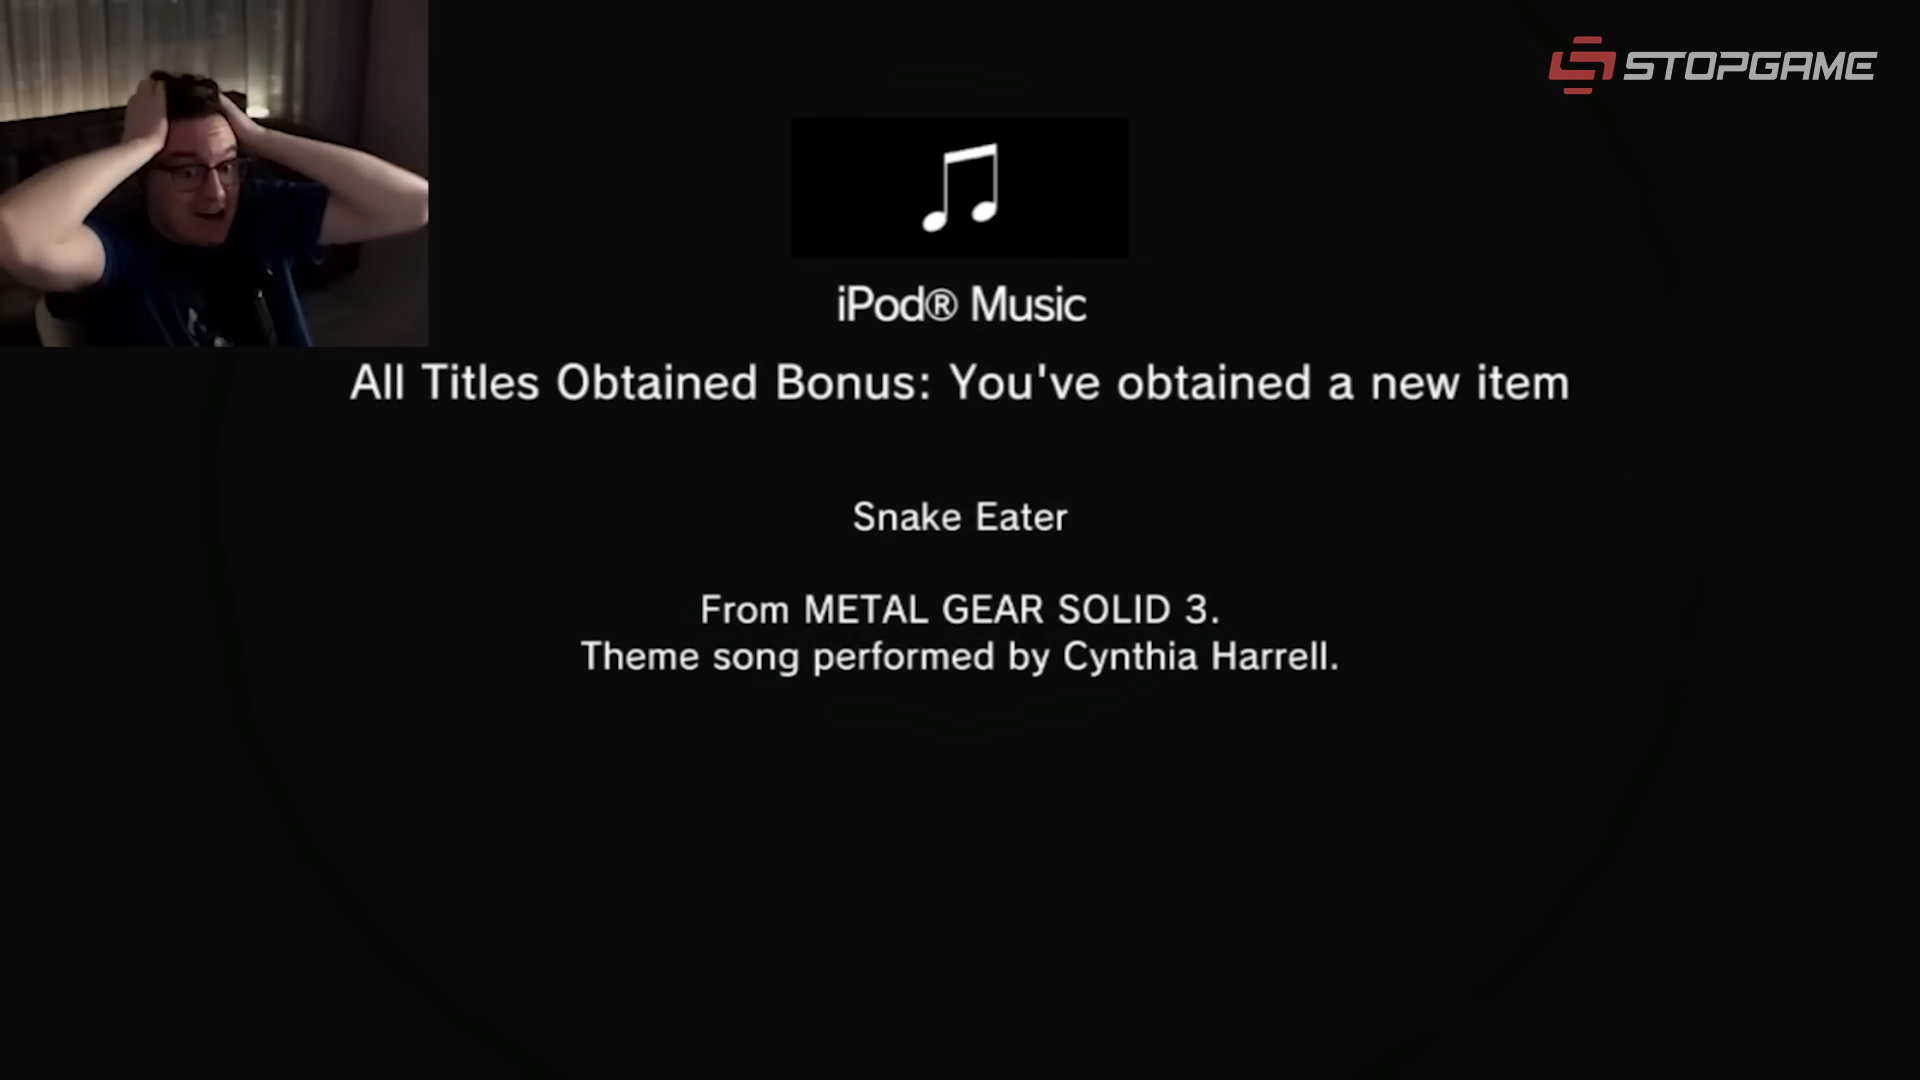 STOPGAME
iPod® Music
All Titles Obtained Bonus: You've obtained a new item
Snake Eater
From METAL GEAR SOLID 3.
Theme song performed by Cynthia Harrell.